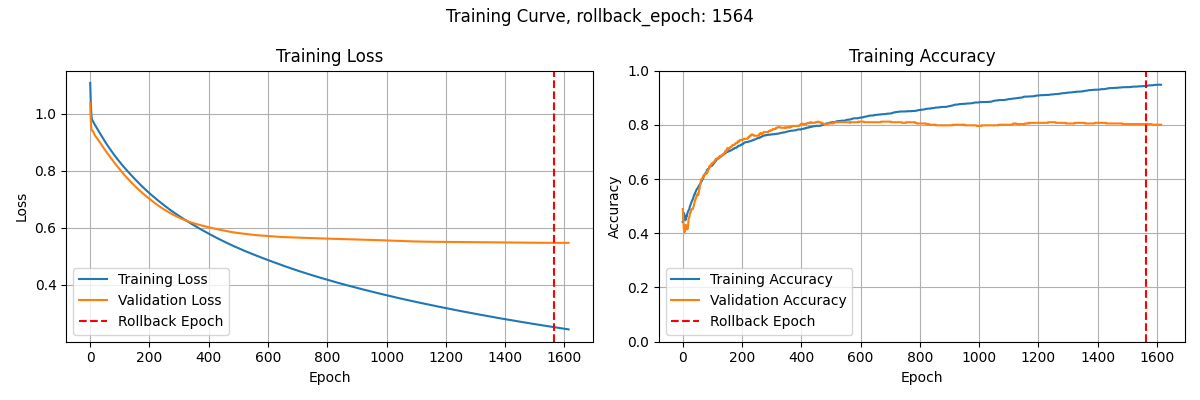 Training Curve, rollback_epoch: 1564
Training Loss
Loss
1.0
0.8
0.6
0.4
Training Loss
Validation Loss
Rollback Epoch
0 200 400 600 800 1000 1200 1400 1600
Epoch
Training Accuracy
Accuracy
1.0
0.8
0.6
0.4
0.2
0.0
Training Accuracy
Validation Accuracy
Rollback Epoch
0 200 400 600 800 1000 1200 1400 1600
Epoch